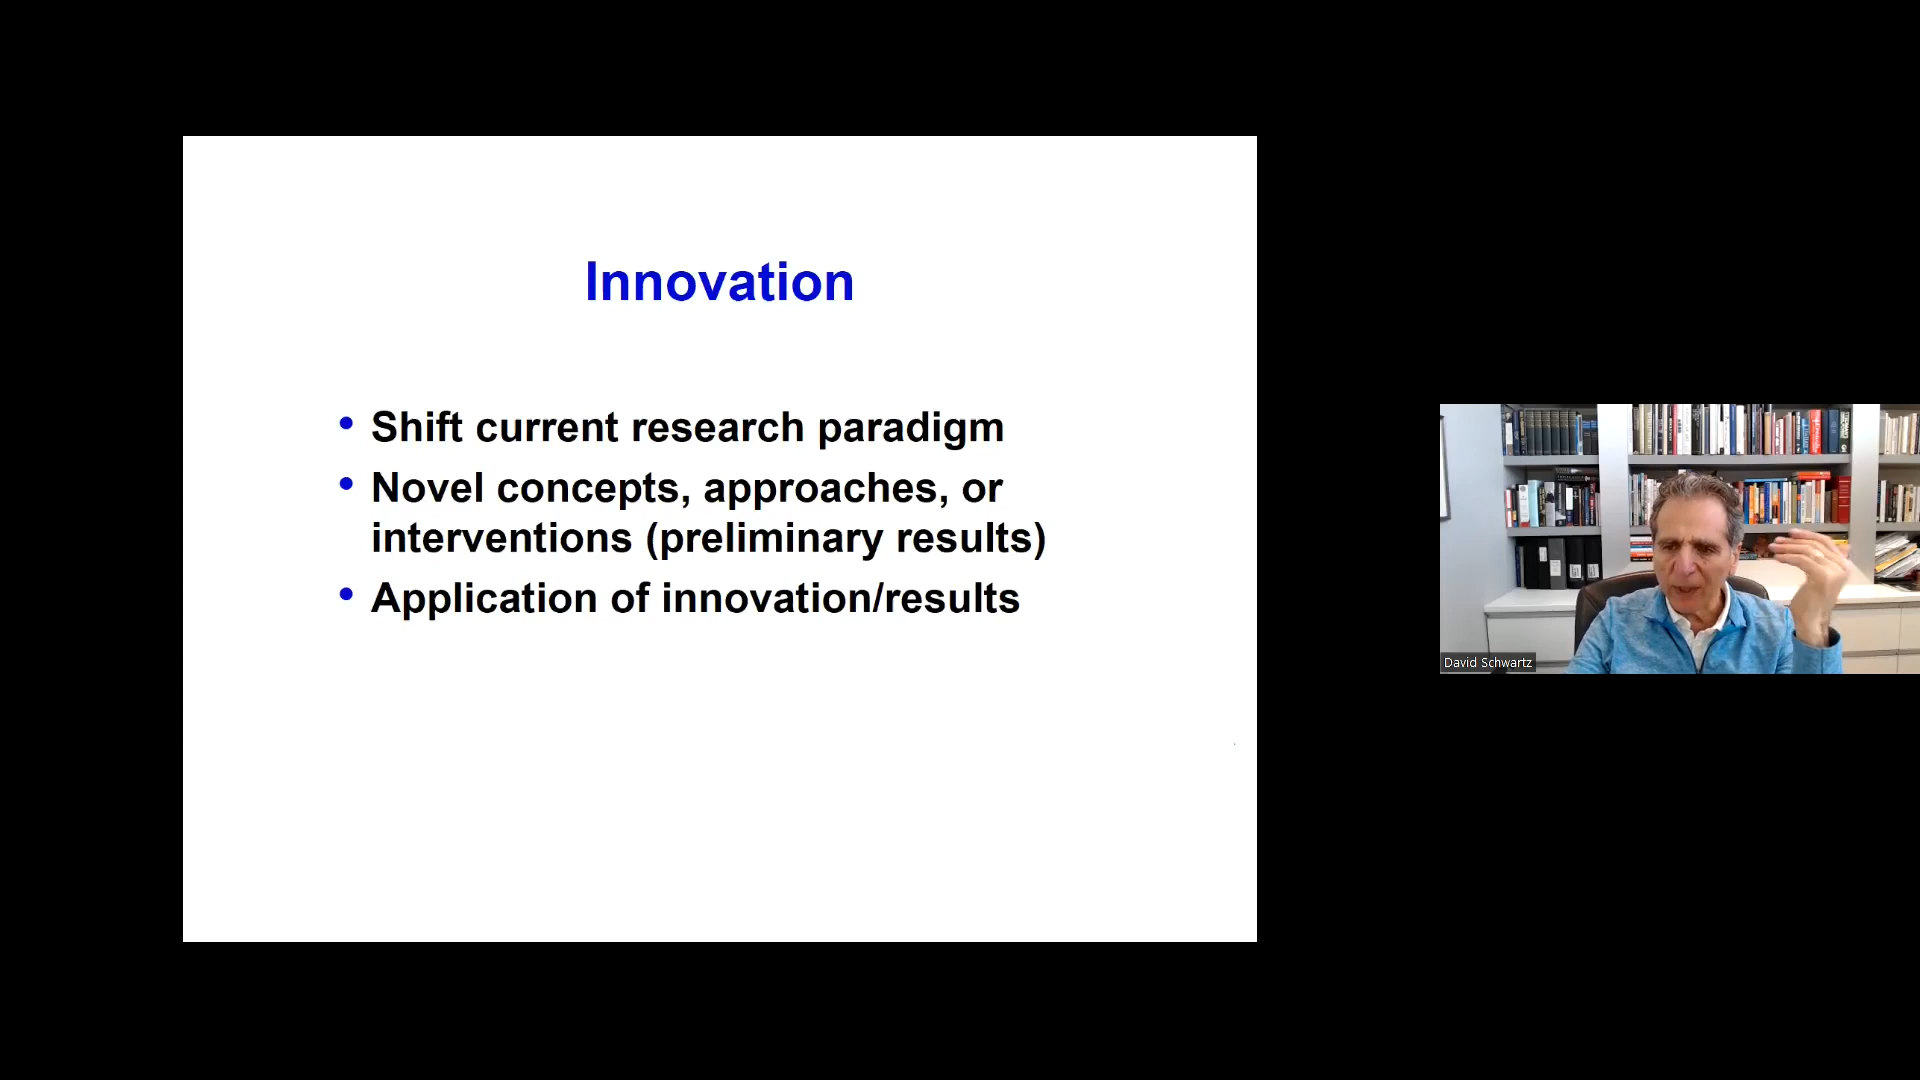 Innovation
• Shift current research paradigm
• Novel concepts, approaches, or
interventions (preliminary results)
• Application of innovation/results
David Schwartz